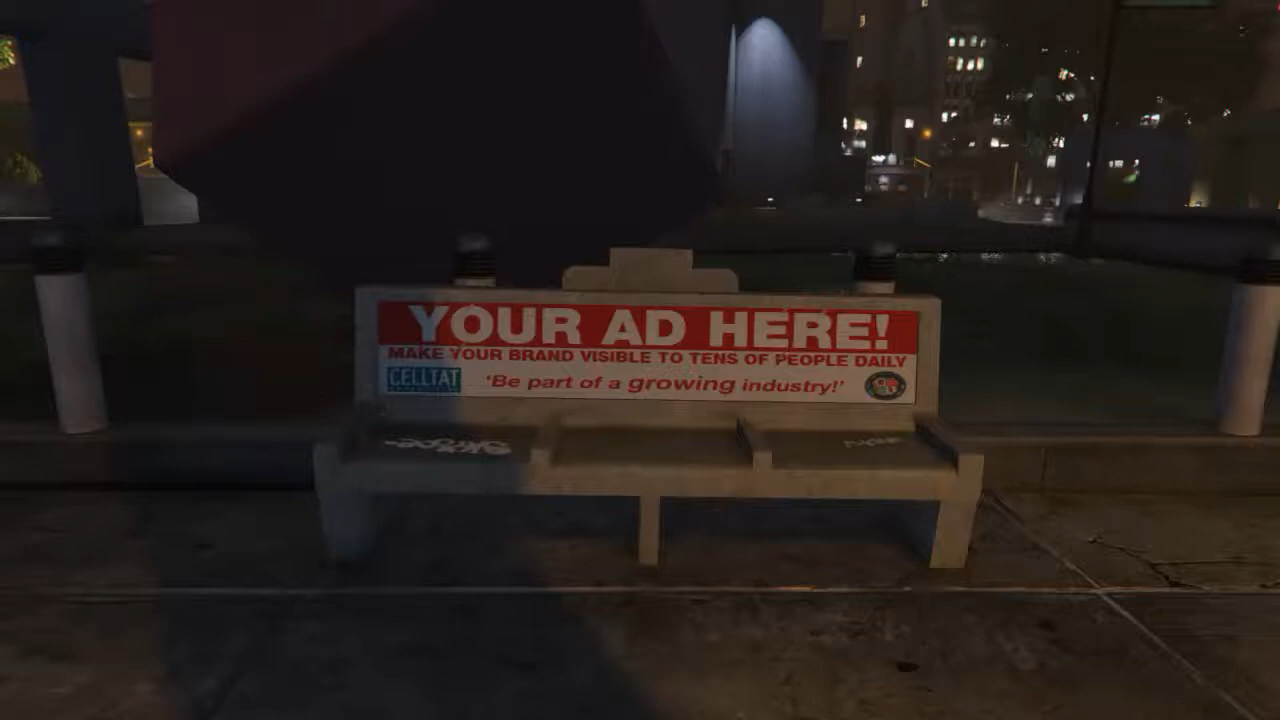 YOUR AD HERE!
MAKE YOUR BRAND VISIBLE TO TENS OF PEOPLE DAILY
CELLTAT
'Be part of a growing industry!'